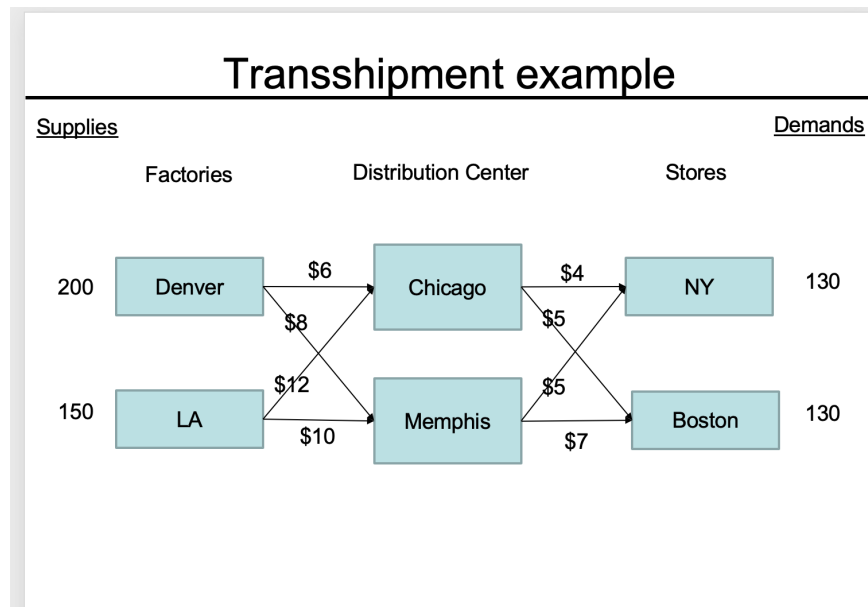 Transshipment example
Supplies
Demands
Factories
Distribution Center
Stores
200
Denver
$6
Chicago
$4
NY
130
$8
$5
$12
$5
150
LA
$10
Memphis
$7
Boston
130